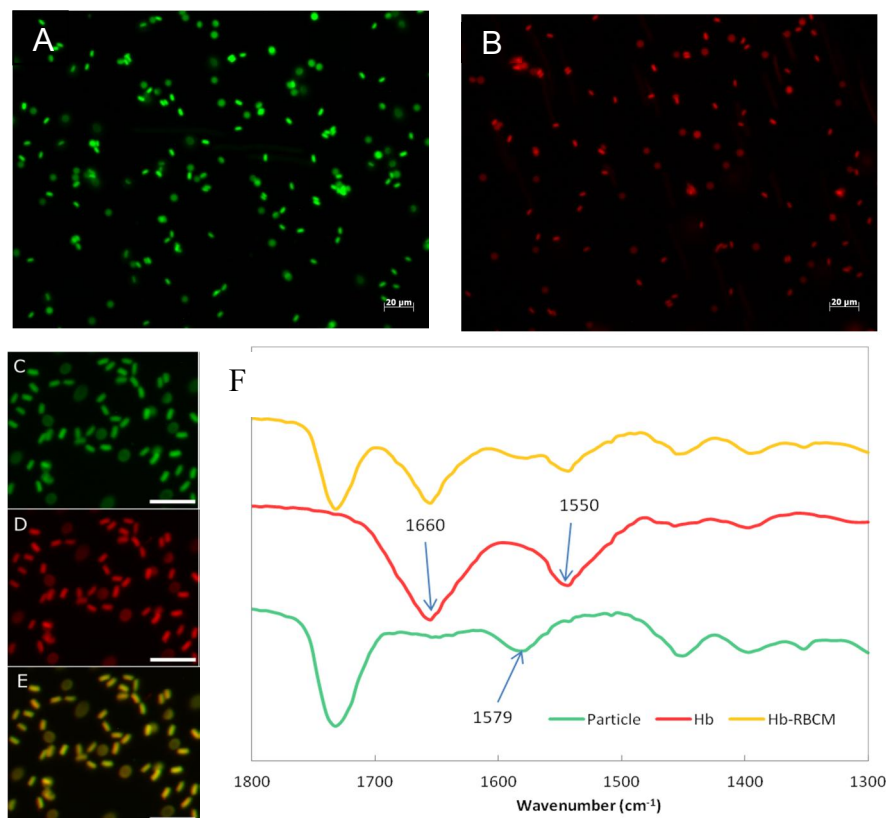 A
B
20 µm
20 µm
C
D
E
F
1660
1550
1579
Particle
Hb
Hb-RBCM
1800
1700
1600
1500
1400
1300
Wavenumber (cm⁻¹)